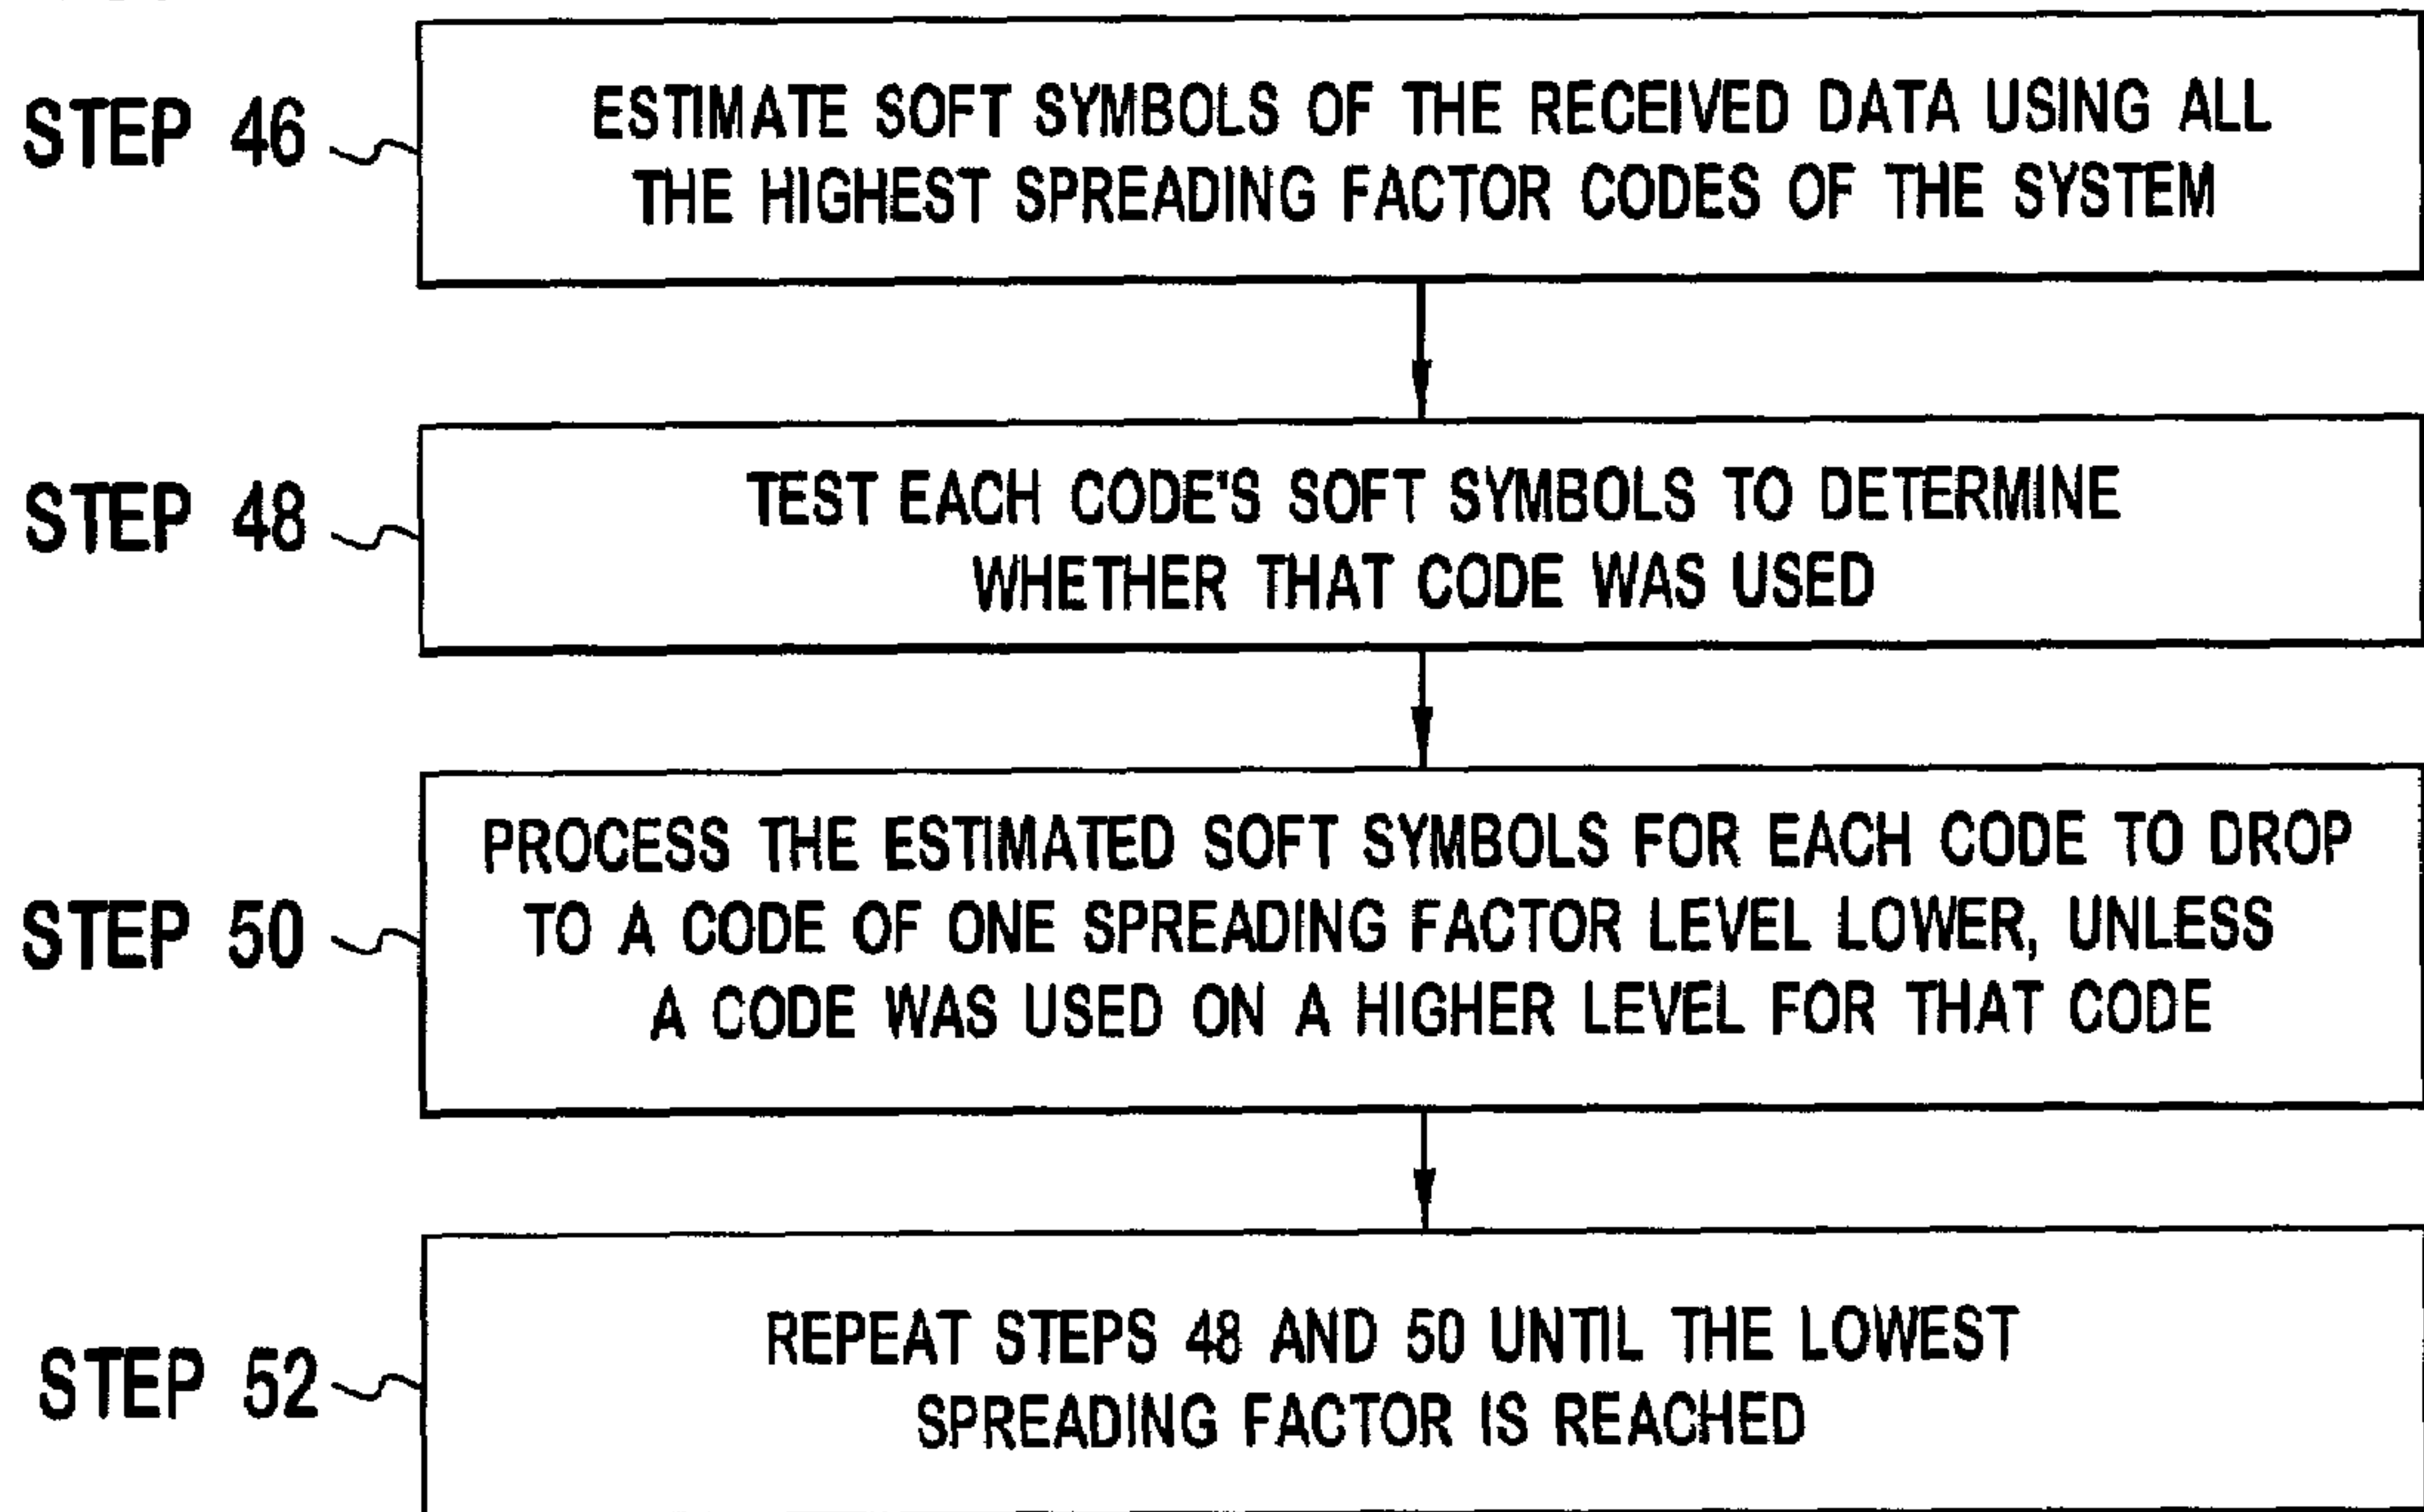 STEP 46
ESTIMATE SOFT SYMBOLS OF THE RECEIVED DATA USING ALL
THE HIGHEST SPREADING FACTOR CODES OF THE SYSTEM
STEP 48
TEST EACH CODE'S SOFT SYMBOLS TO DETERMINE
WHETHER THAT CODE WAS USED
STEP 50
PROCESS THE ESTIMATED SOFT SYMBOLS FOR EACH CODE TO DROP
TO A CODE OF ONE SPREADING FACTOR LEVEL LOWER, UNLESS
A CODE WAS USED ON A HIGHER LEVEL FOR THAT CODE
STEP 52
REPEAT STEPS 48 AND 50 UNTIL THE LOWEST
SPREADING FACTOR IS REACHED